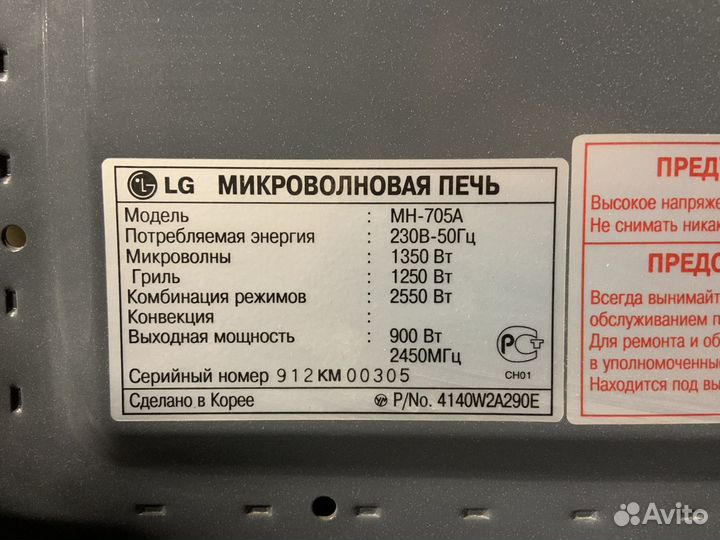 LG МИКРОВОЛНОВАЯ ПЕЧЬ
Модель : MH-705A
Потребляемая энергия : 230В-50Гц
Микроволны : 1350 Вт
Гриль : 1250 Вт
Комбинация режимов : 2550 Вт
Конвекция :
Выходная мощность : 900 Вт
2450МГц
СН01
Серийный номер 912KM00305
Сделано в Корее P/No. 4140W2A290E
ПРЕД
Высокое напряже
Не снимать никак
ПРЕДО
Всегда вынимайт
обслуживанием п
Для ремонта и об
в уполномоченны
Находится под вы
Avito